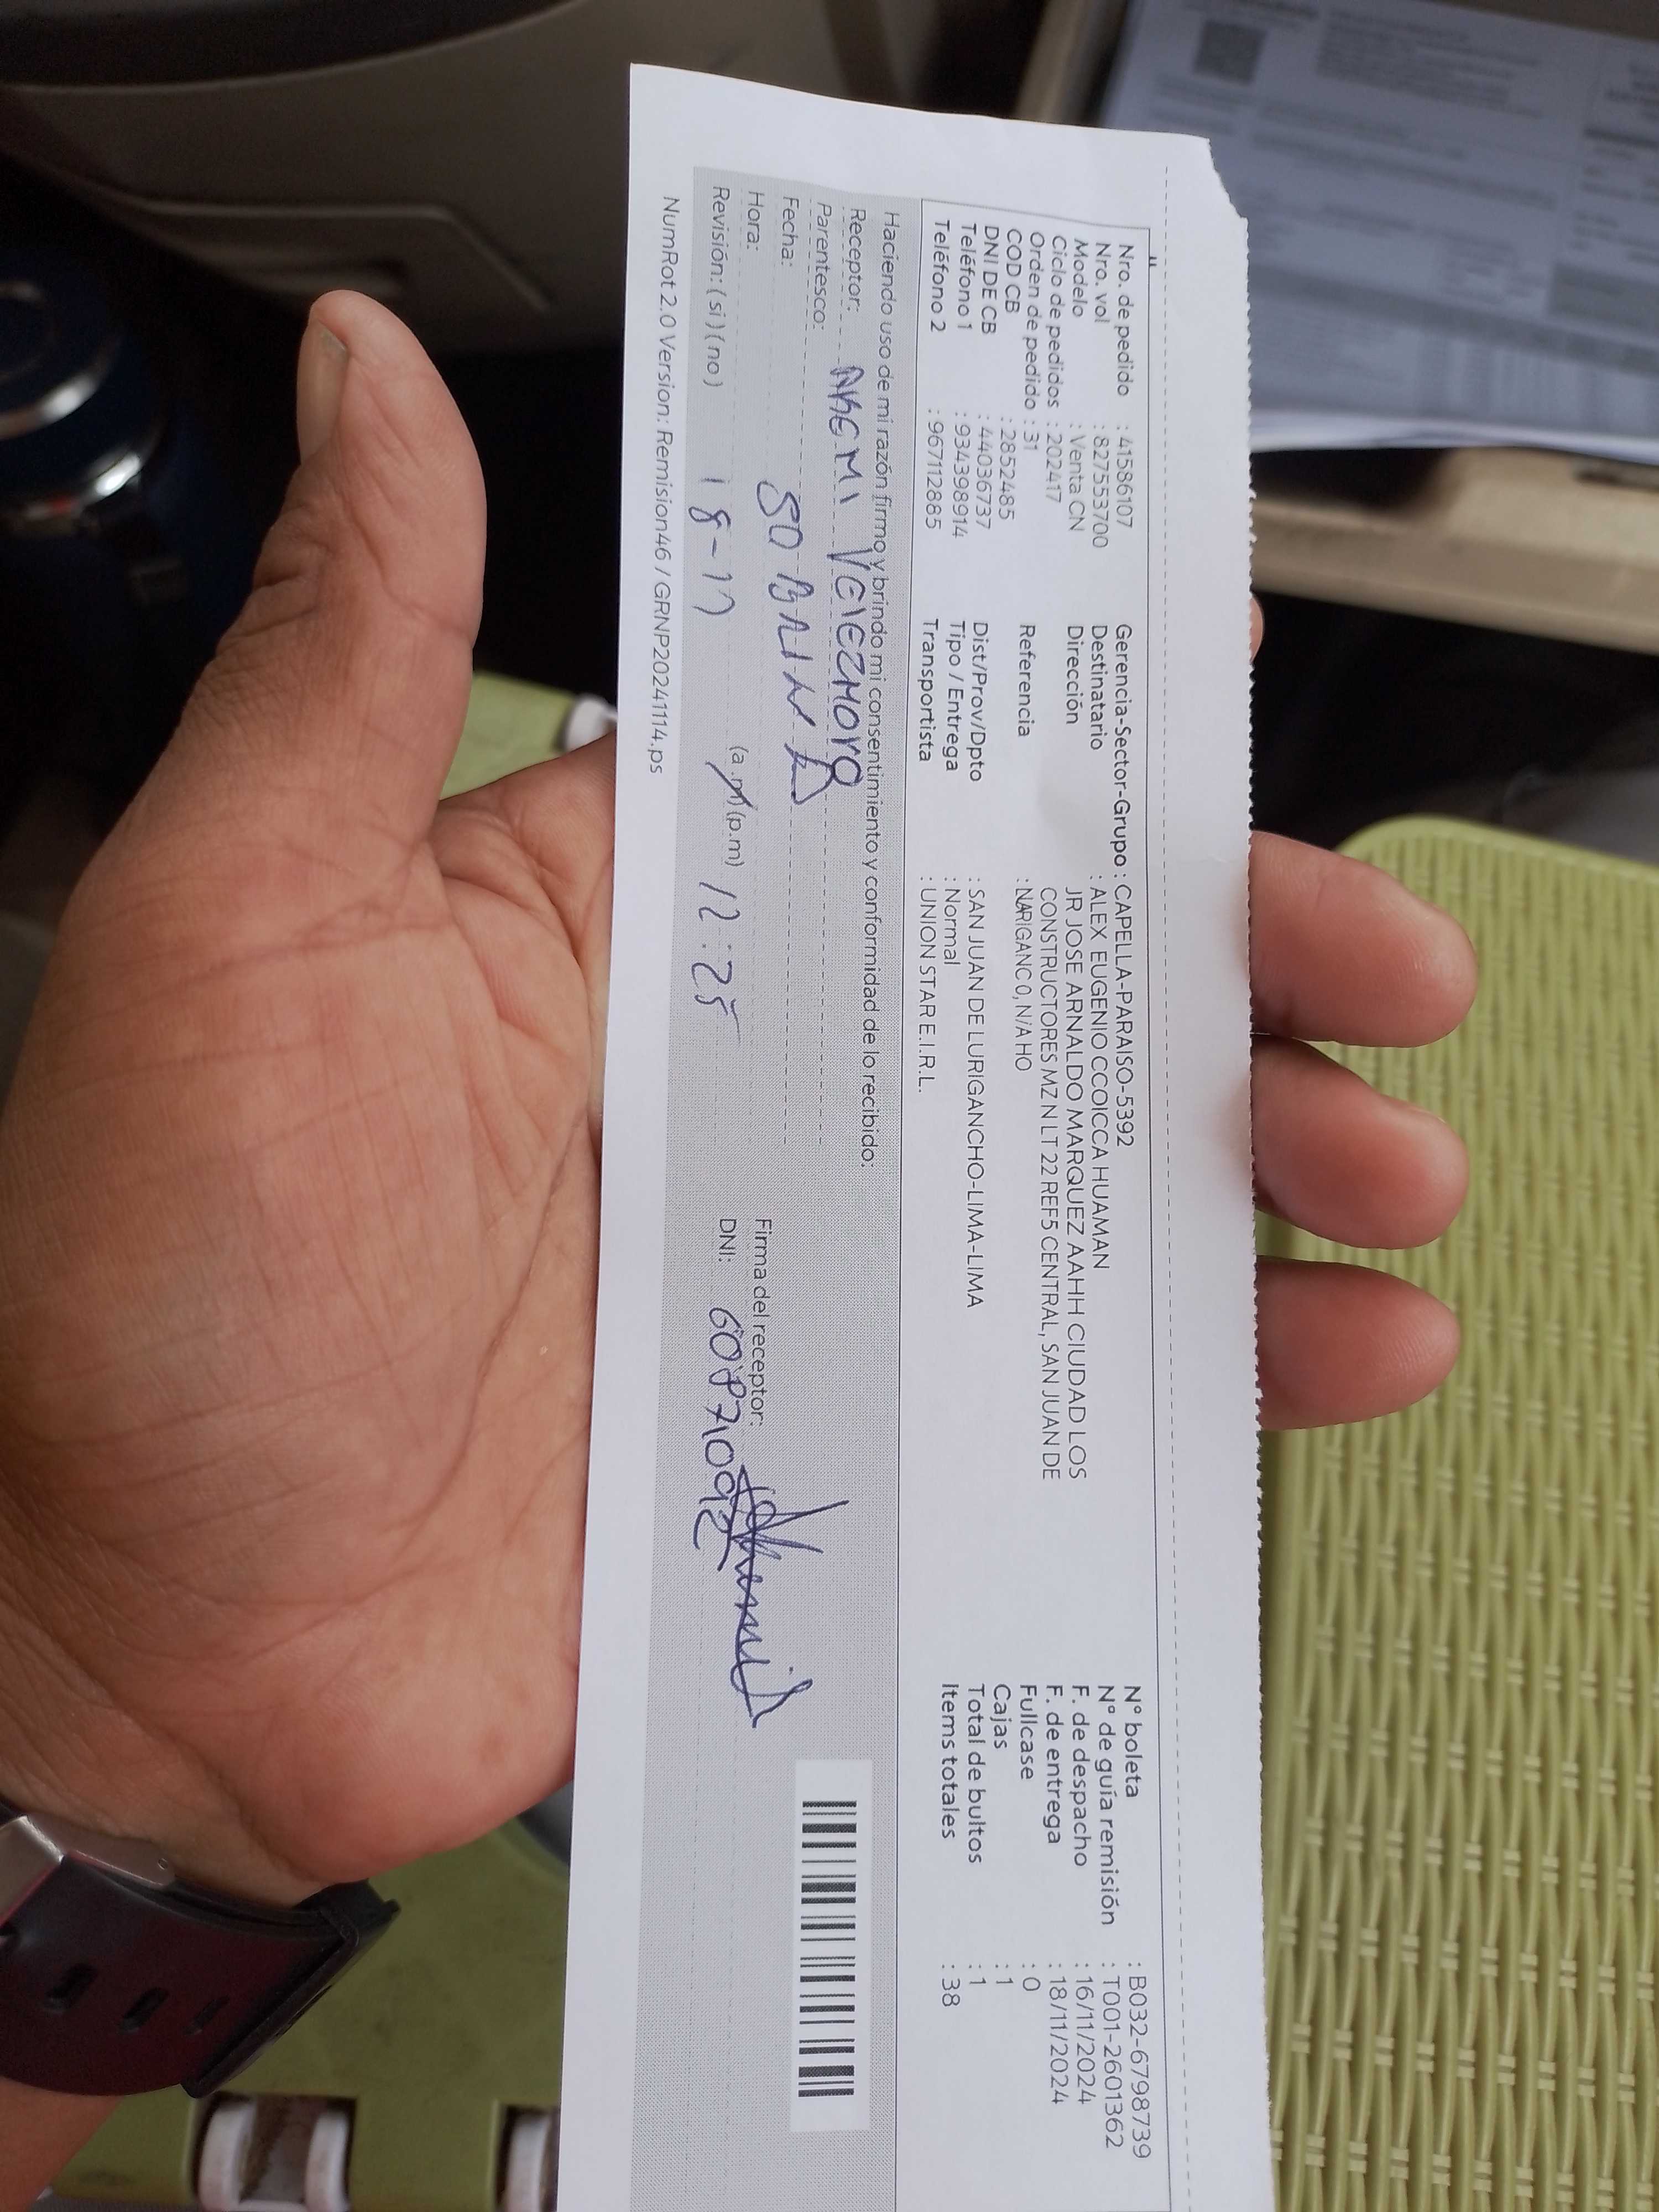 Nro. de pedido : 41586107
Nro. vol : 827553700
Modelo : Venta CN
Ciclo de pedidos : 202417
Orden de pedido : 31
COD CB : 2852485
DNI DE CB : 44036737
Teléfono 1 : 934398914
Teléfono 2 : 967112885
Gerencia-Sector-Grupo : CAPELLA-PARAISO-5392
Destinatario : ALEX EUGENIO CCOICCA HUAMAN
Dirección JR JOSE ARNALDO MARQUEZ AAHH CIUDAD LOS
CONSTRUCTORES MZ N LT 22 REF5 CENTRAL, SAN JUAN DE
Referencia : NARIGANC 0, N/A HO
Dist/Prov/Dpto : SAN JUAN DE LURIGANCHO-LIMA-LIMA
Tipo / Entrega : Normal
Transportista : UNION STAR E.I.R.L.
N° boleta : B032-6798739
N° de guía remisión : T001-2601362
F. de despacho : 16/11/2024
F. de entrega : 18/11/2024
Fullcase : 0
Cajas : 1
Total de bultos : 1
Items totales : 38
Haciendo uso de mi razón firmo y brindo mi consentimiento y conformidad de lo recibido:
Receptor:
Parentesco: SOBRINA
Fecha:
Hora: (a.m) (p.m) 12:25
Revisión: ( si ) ( no ) 18-11
Firma del receptor:
DNI:
NumRot 2.0 Version: Remision46 / GRNP20241114.ps